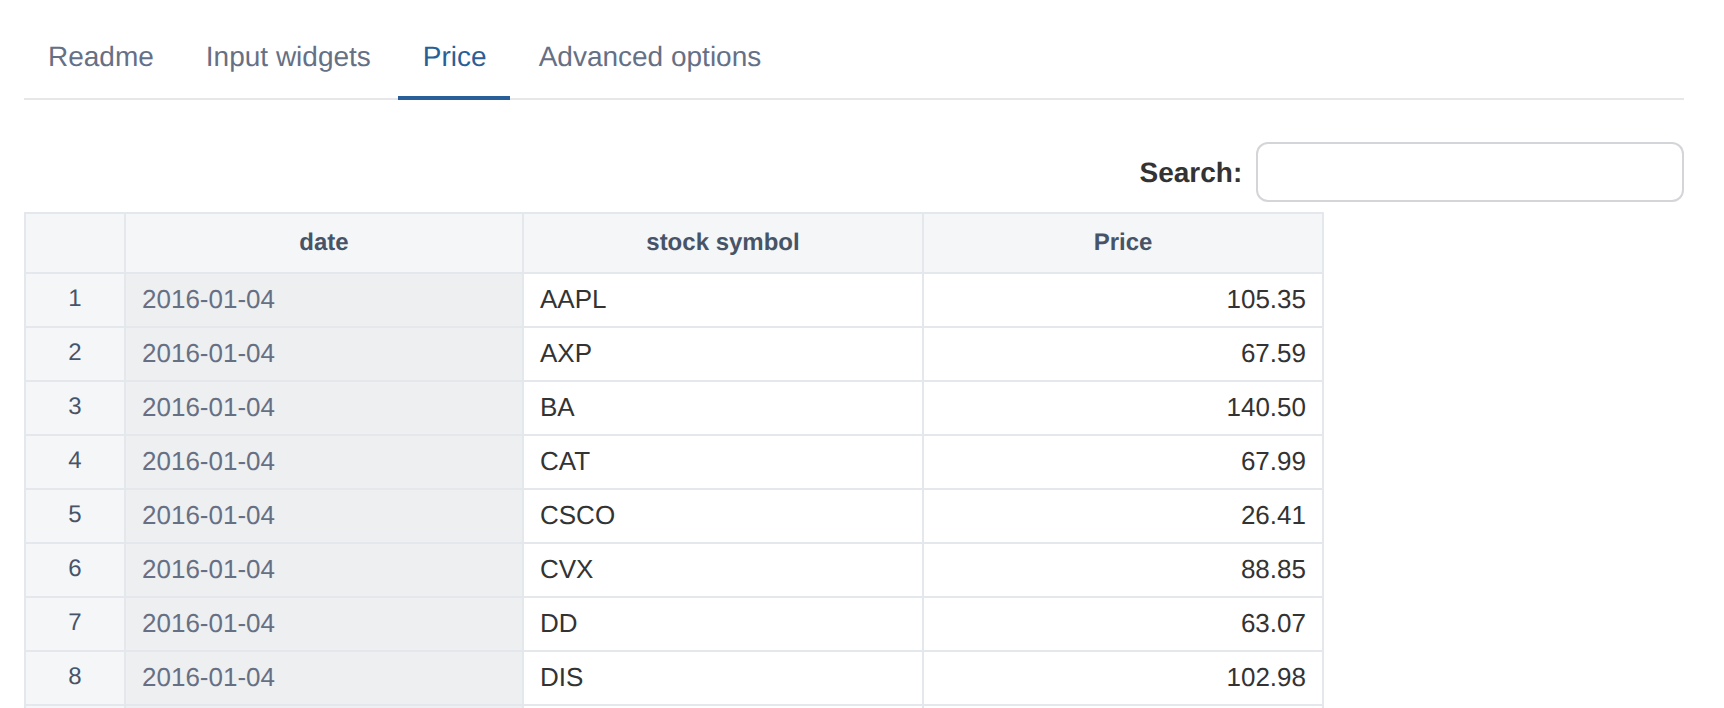 Readme Input widgets Price Advanced options
Search:
date stock symbol Price
1 2016-01-04 AAPL 105.35
2 2016-01-04 AXP 67.59
3 2016-01-04 BA 140.50
4 2016-01-04 CAT 67.99
5 2016-01-04 CSCO 26.41
6 2016-01-04 CVX 88.85
7 2016-01-04 DD 63.07
8 2016-01-04 DIS 102.98